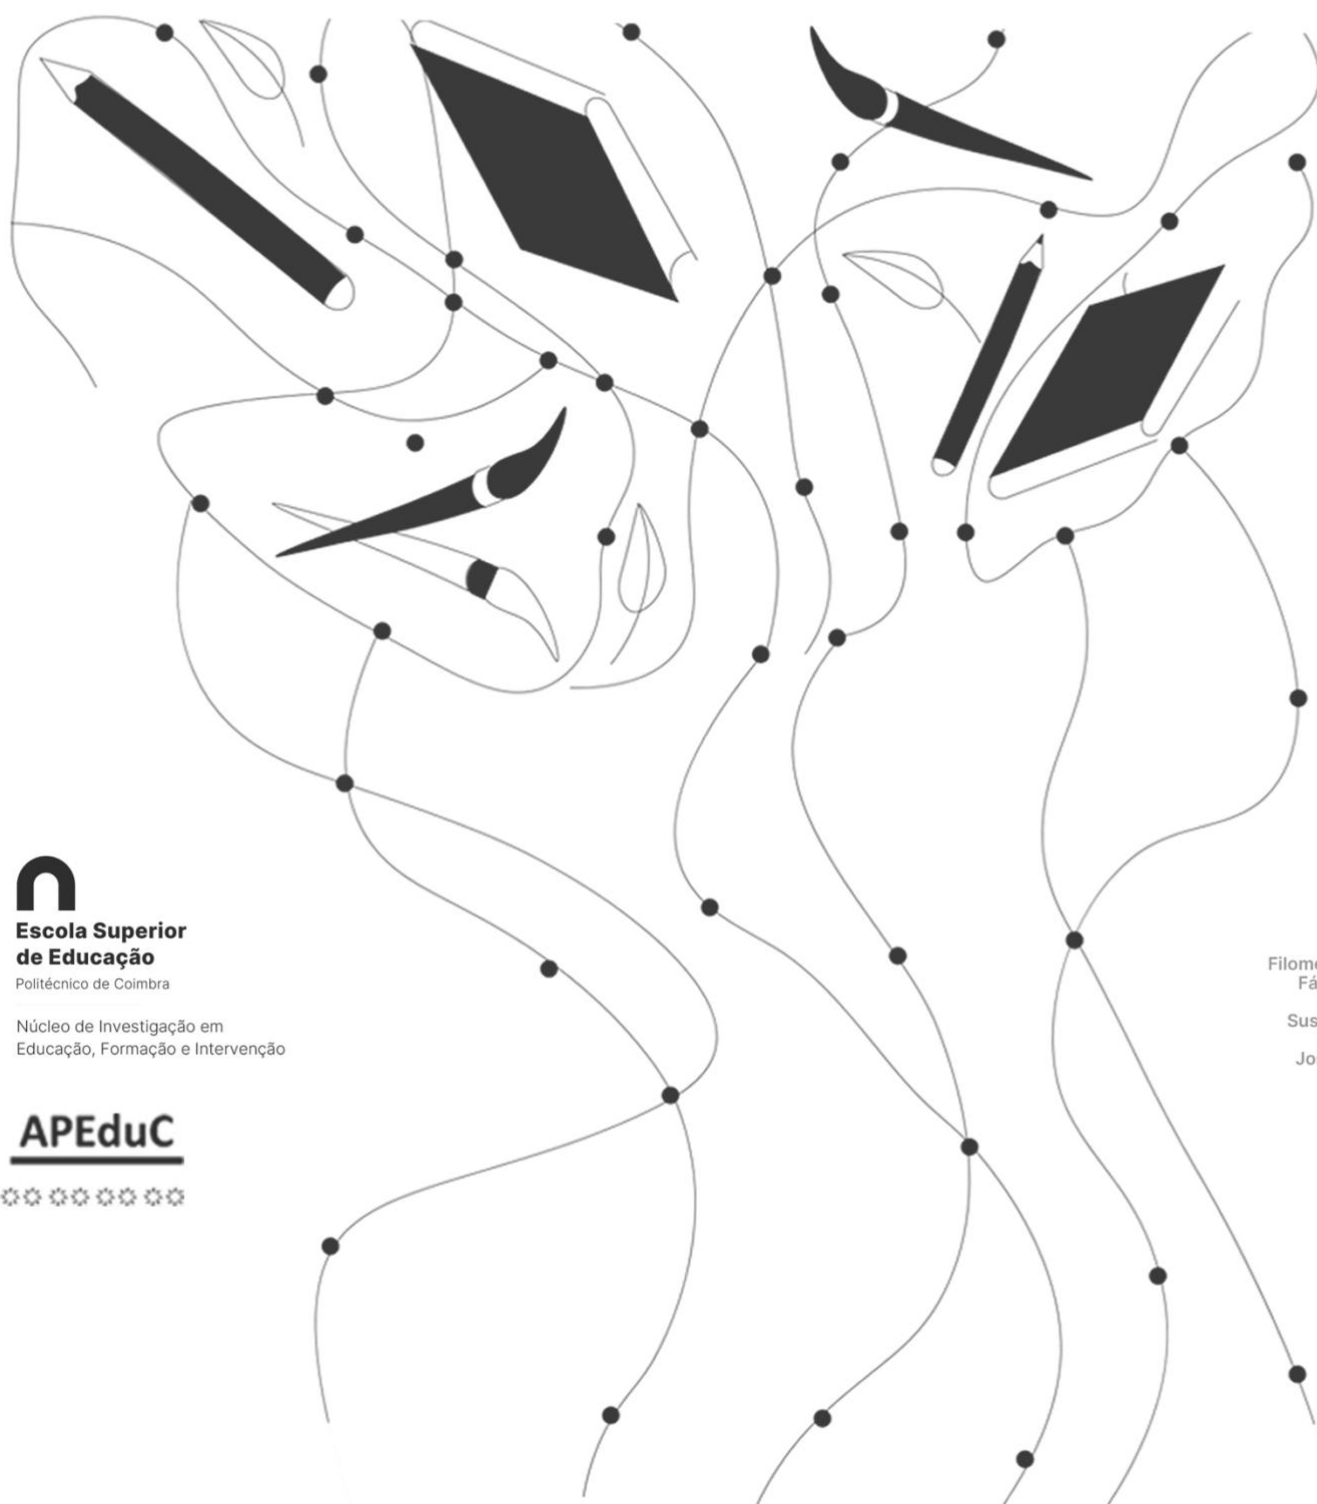 Escola Superior
de Educação
Politécnico de Coimbra
Núcleo de Investigação em
Educação, Formação e Intervenção
APEduC